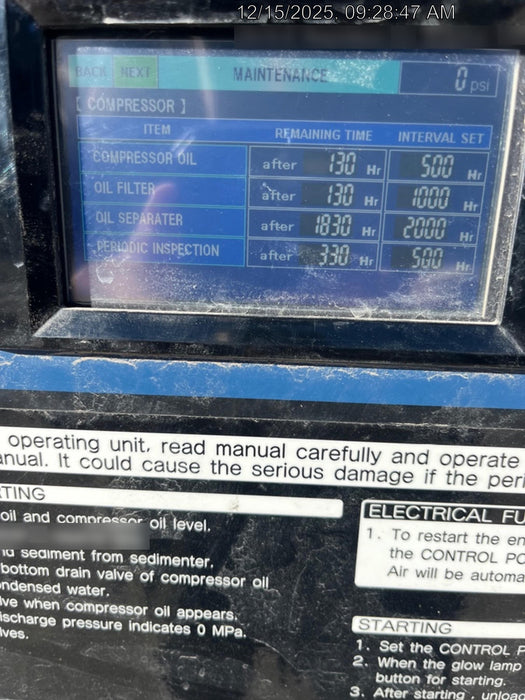 12/15/2025. 09:28:47 AM
BACK NEXT MAINTENANCE 0 psi
[ COMPRESSOR ]
ITEM REMAINING TIME INTERVAL SET
COMPRESSOR OIL after 130 Hr 500 Hr
OIL FILTER after 130 Hr 1000 Hr
OIL SEPARATER after 1830 Hr 2000 Hr
PERIODIC INSPECTION after 330 Hr 500 Hr
operating unit, read manual carefully and operate
anual. It could cause the serious damage if the peri
TING
oil and compressor oil level.
sediment from sedimenter.
bottom drain valve of compressor oil
ndensed water.
ve when compressor oil appears.
ischarge pressure indicates 0 MPa.
lves.
ELECTRICAL FU
1. To restart the en
the CONTROL PO
Air will be automa
STARTING
1. Set the CONTROL P
2. When the glow lamp
button for starting.
3. After starting , unloa